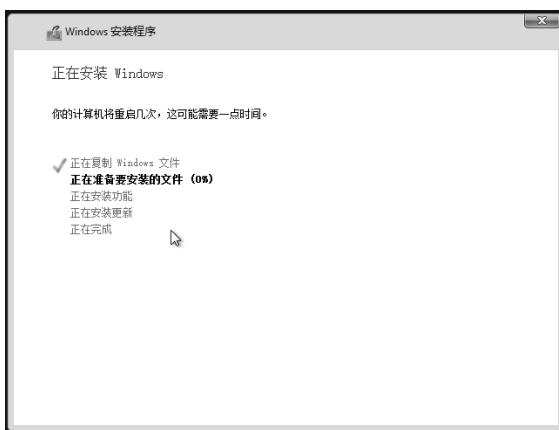 Windows 安装程序
正在安装 Windows
你的计算机将重启几次，这可能需要一点时间。
正在复制 Windows 文件
正在准备要安装的文件 (0%)
正在安装功能
正在安装更新
正在完成